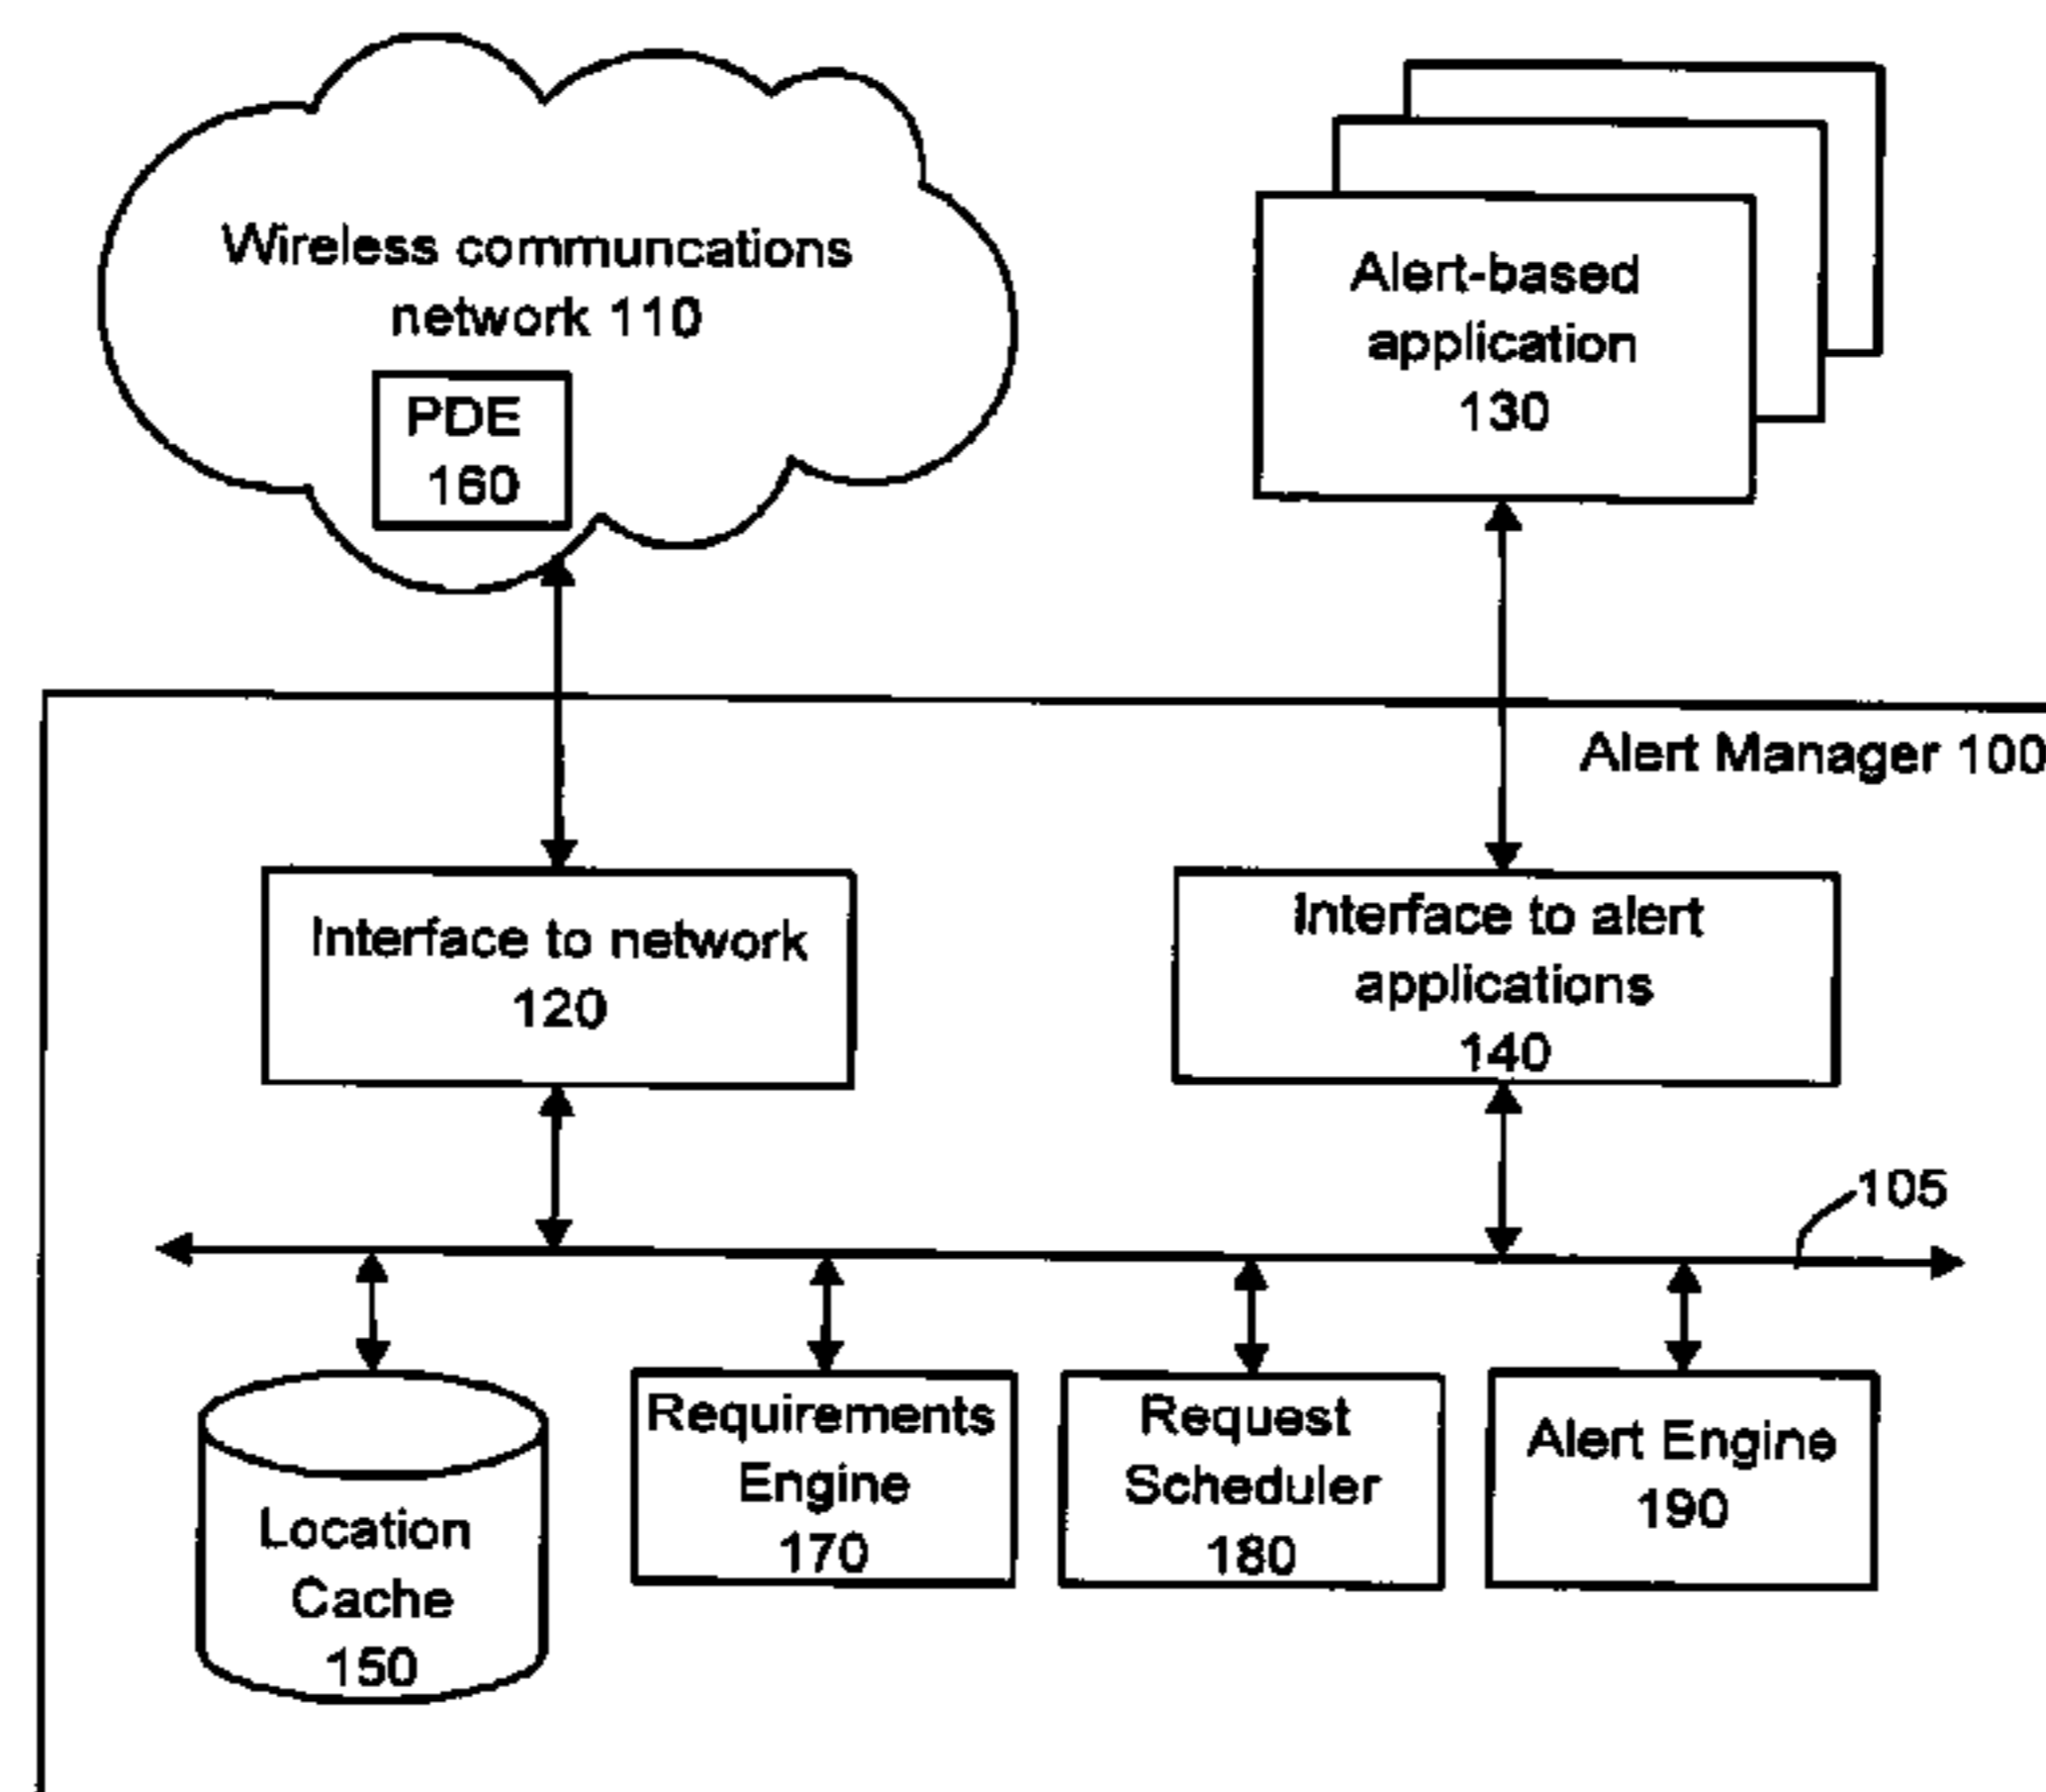 Wireless communcations
network 110
PDE
160
Alert-based
application
130
Alert Manager 100
Interface to network
120
Interface to alert
applications
140
105
Location
Cache
150
Requirements
Engine
170
Request
Scheduler
180
Alert Engine
190